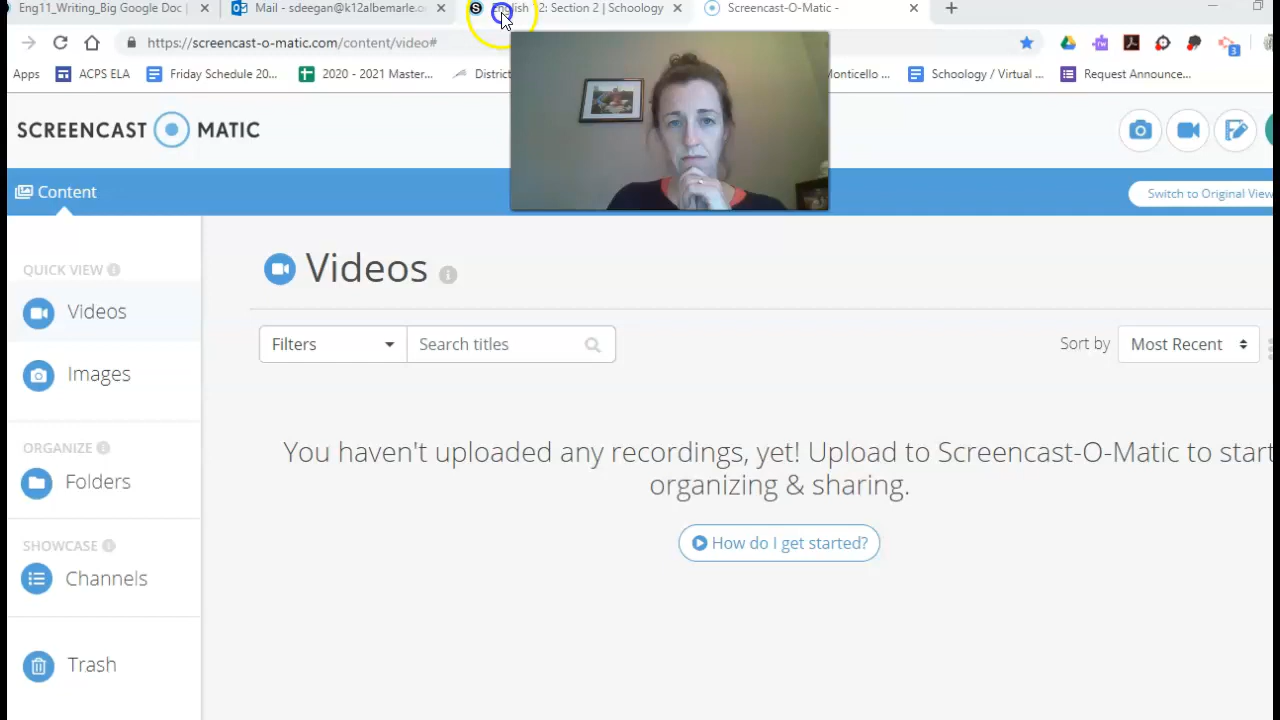 Eng11_Writing_Big Google Doc |
Mail - sdeegan@k12albemarle.c
English 12: Section 2 | Schoology
Screencast-O-Matic -
https://screencast-o-matic.com/content/video#
3
Apps
ACPS ELA
Friday Schedule 20...
2020 - 2021 Master...
District
Monticello ...
Schoology / Virtual ...
Request Announce...
SCREENCAST O MATIC
Content
Switch to Original View
QUICK VIEW
Videos
Images
ORGANIZE
Folders
SHOWCASE
Channels
Trash
Videos
Filters
Search titles
Sort by
Most Recent
You haven't uploaded any recordings, yet! Upload to Screencast-O-Matic to start
organizing & sharing.
How do I get started?